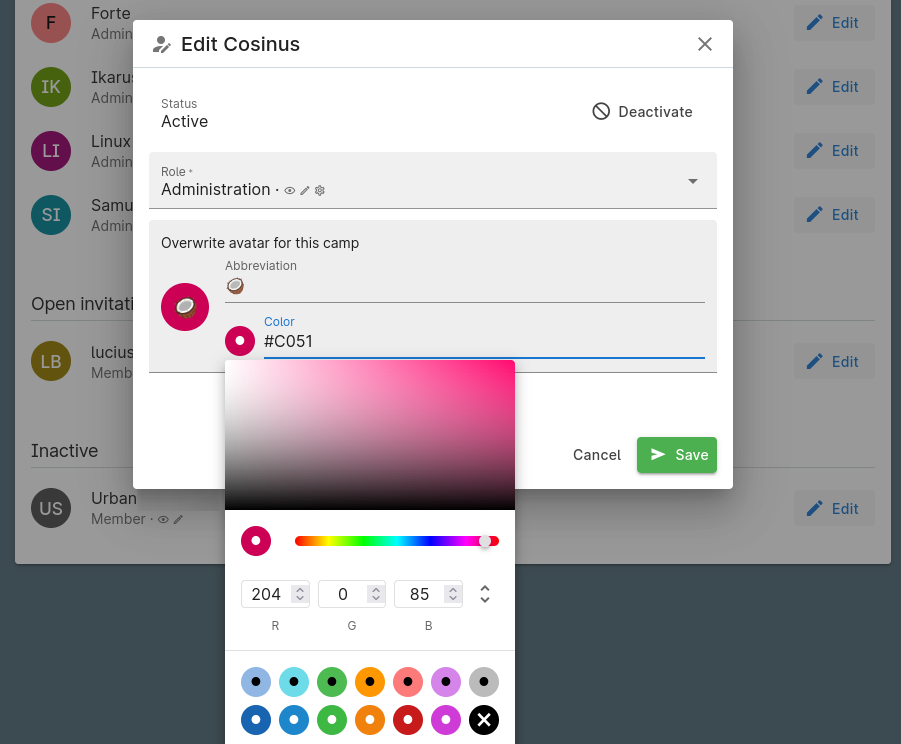 Forte
Admin
Edit
Edit Cosinus
IK
Ikarus
Admin
Edit
Status
Active
Deactivate
LI
Linux
Admin
Edit
Role *
Administration ·
SI
Samu
Admin
Edit
F
Overwrite avatar for this camp
Abbreviation
🥥
🥥
Open invitati
Color
#C051
LB
lucius
Memb
Edit
Inactive
Cancel
Save
US
Urban
Member ·
Edit
204
0
85
R
G
B